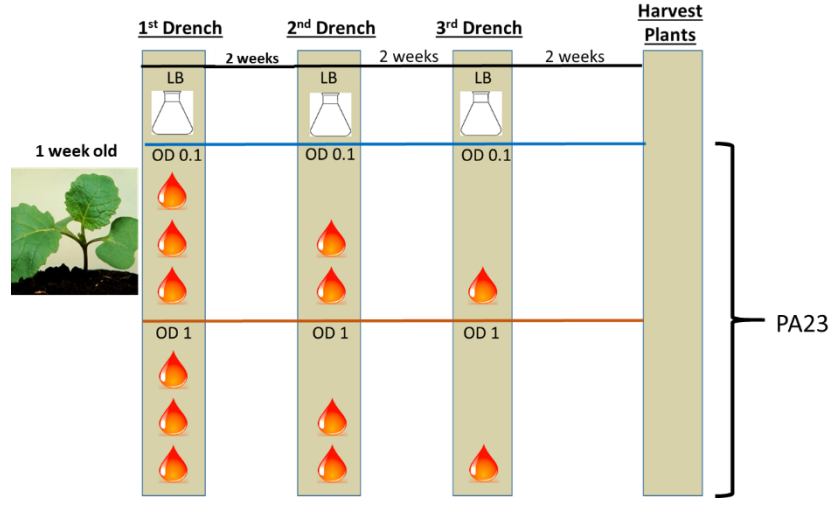 1st Drench
2nd Drench
3rd Drench
Harvest
Plants
2 weeks
2 weeks
2 weeks
LB
LB
LB
1 week old
OD 0.1
OD 0.1
OD 0.1
PA23
OD 1
OD 1
OD 1